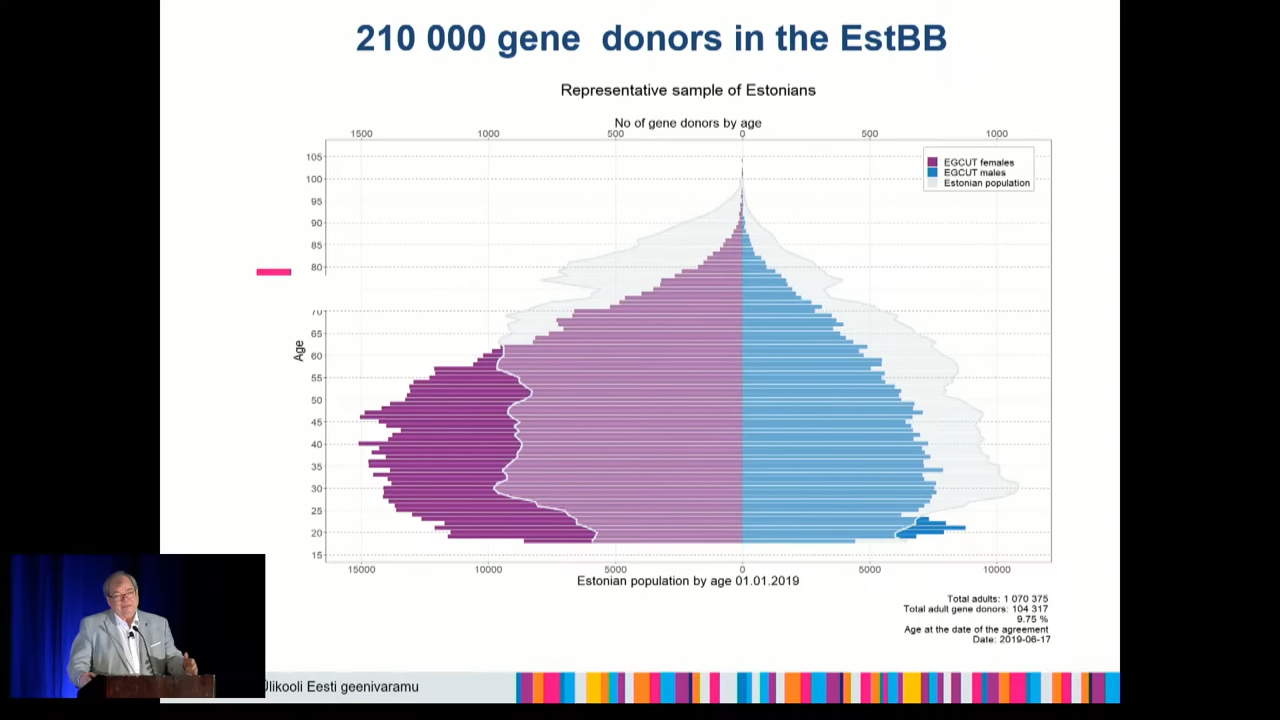 210 000 gene donors in the EstBB
Representative sample of Estonians
No of gene donors by age
1500 1000 500 0 500 1000
EGCUT females
EGCUT males
Estonian population
105
100
95
90
85
80
70
65
60
55
50
45
40
35
30
25
20
15
Age
15000 10000 5000 0 5000 10000
Estonian population by age 01.01.2019
Total adults: 1 070 375
Total adult gene donors: 104 317
9.75 %
Age at the date of the agreement
Date: 2019-06-17
Ülikooli Eesti geenivaramu